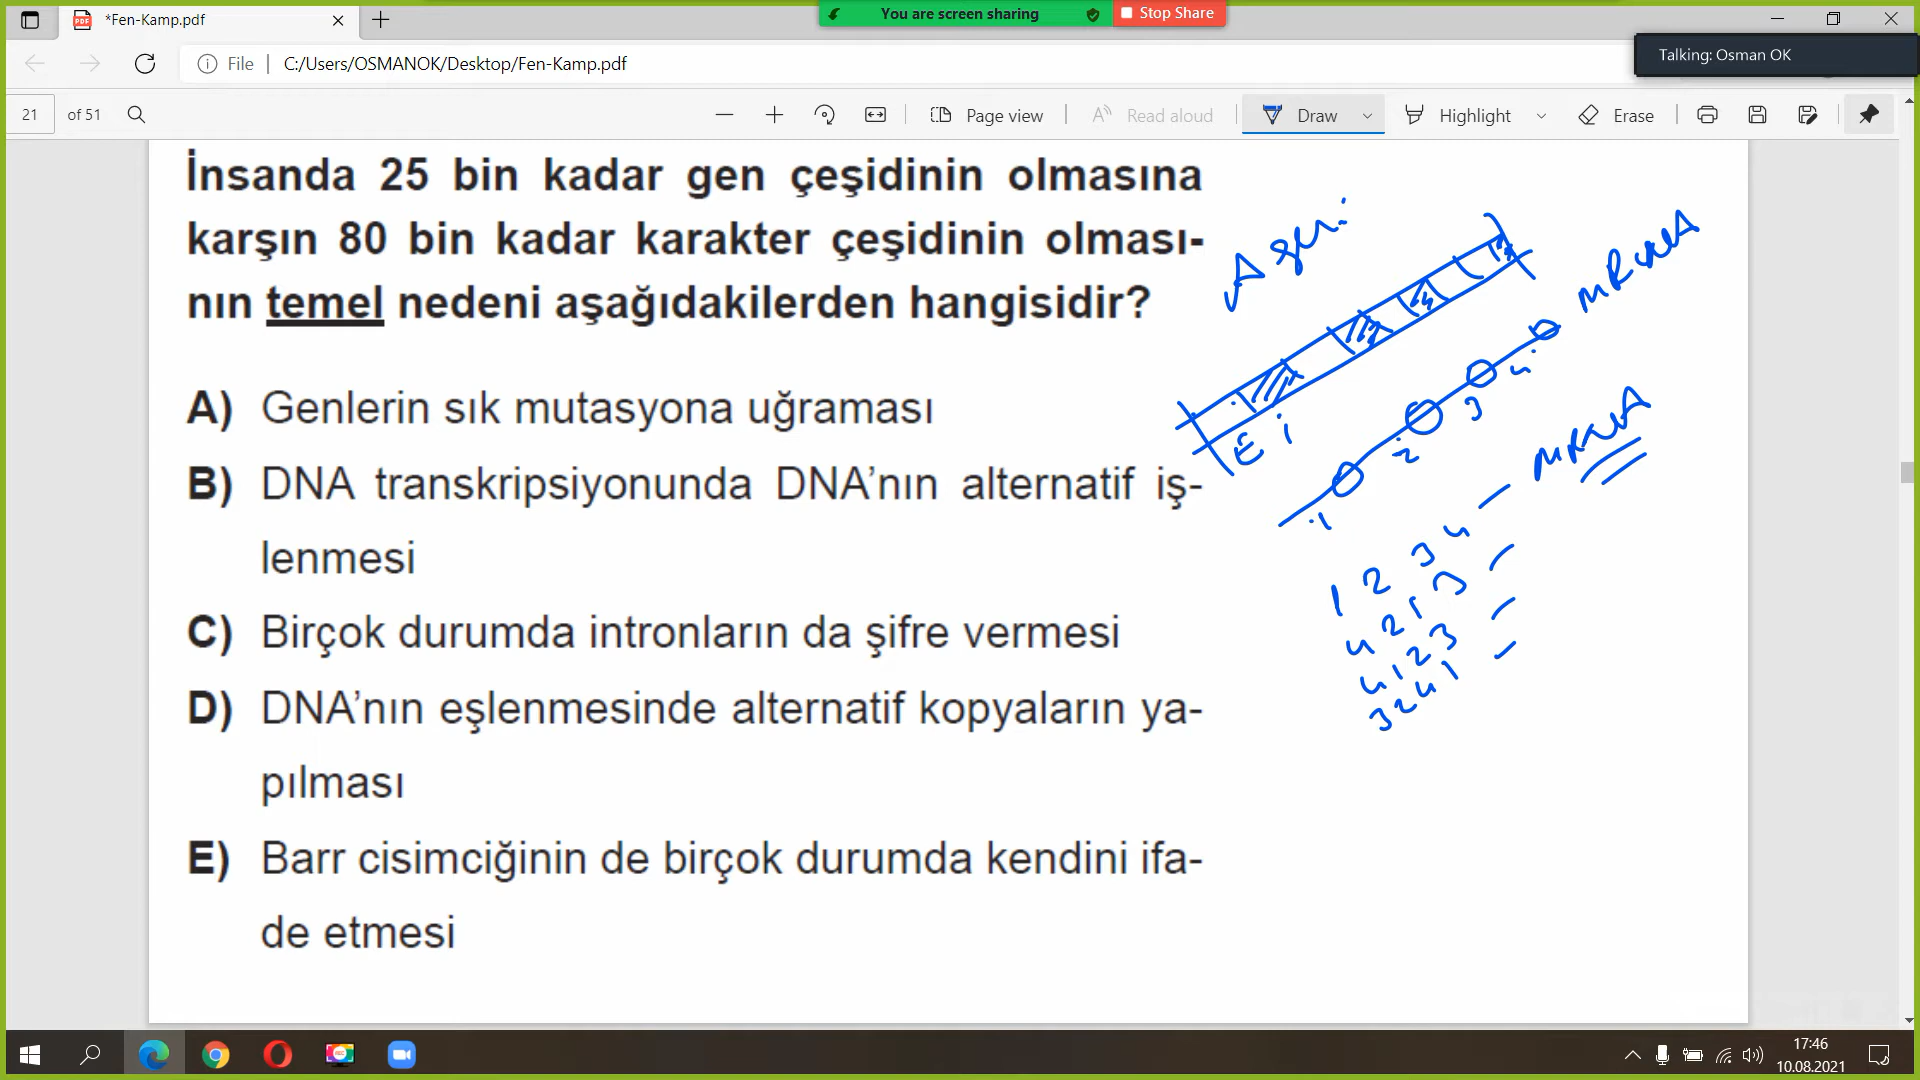 *Fen-Kamp.pdf
You are screen sharing
Stop Share
Talking: Osman OK
File
C:/Users/OSMANOK/Desktop/Fen-Kamp.pdf
21 of 51
Page view
Read aloud
Draw
Highlight
Erase
İnsanda 25 bin kadar gen çeşidinin olmasına
karşın 80 bin kadar karakter çeşidinin olması-
nın temel nedeni aşağıdakilerden hangisidir?
A) Genlerin sık mutasyona uğraması
B) DNA transkripsiyonunda DNA'nın alternatif iş-
lenmesi
C) Birçok durumda intronların da şifre vermesi
D) DNA'nın eşlenmesinde alternatif kopyaların ya-
pılması
E) Barr cisimciğinin de birçok durumda kendini ifa-
de etmesi
A gen
E i
mRNA
1 2 3 4
mRNA
1 2 3 4 –
4 2 1 3 –
4 1 2 3 –
3 2 4 1 –
17:46
10.08.2021